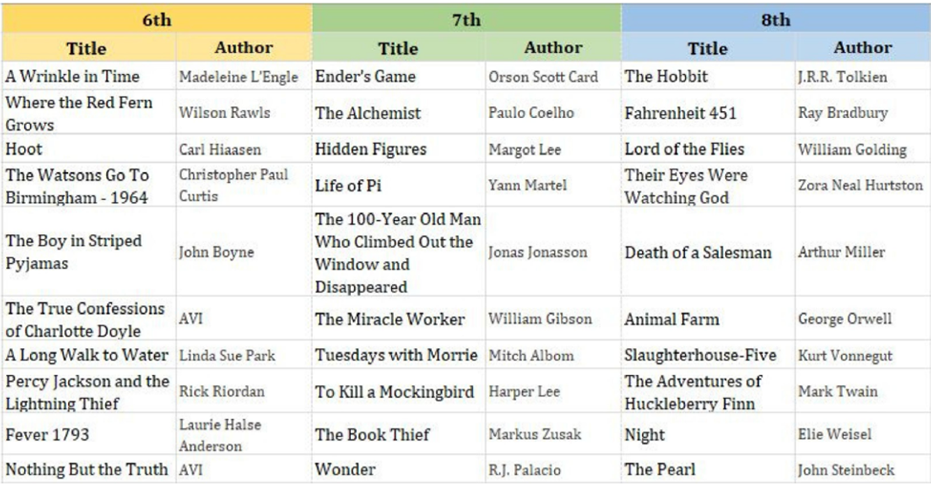 6th 7th 8th
Title Author Title Author Title Author
A Wrinkle in Time Madeleine L'Engle Ender's Game Orson Scott Card The Hobbit J.R.R. Tolkien
Where the Red Fern
Grows Wilson Rawls The Alchemist Paulo Coelho Fahrenheit 451 Ray Bradbury
Hoot Carl Hiaasen Hidden Figures Margot Lee Lord of the Flies William Golding
The Watsons Go To
Birmingham - 1964 Christopher Paul
Curtis Life of Pi Yann Martel Their Eyes Were
Watching God Zora Neal Hurtston
The Boy in Striped
Pyjamas John Boyne The 100-Year Old Man
Who Climbed Out the
Window and
Disappeared Jonas Jonasson Death of a Salesman Arthur Miller
The True Confessions
of Charlotte Doyle AVI The Miracle Worker William Gibson Animal Farm George Orwell
A Long Walk to Water Linda Sue Park Tuesdays with Morrie Mitch Albom Slaughterhouse-Five Kurt Vonnegut
Percy Jackson and the
Lightning Thief Rick Riordan To Kill a Mockingbird Harper Lee The Adventures of
Huckleberry Finn Mark Twain
Fever 1793 Laurie Halse
Anderson The Book Thief Markus Zusak Night Elie Weisel
Nothing But the Truth AVI Wonder R.J. Palacio The Pearl John Steinbeck